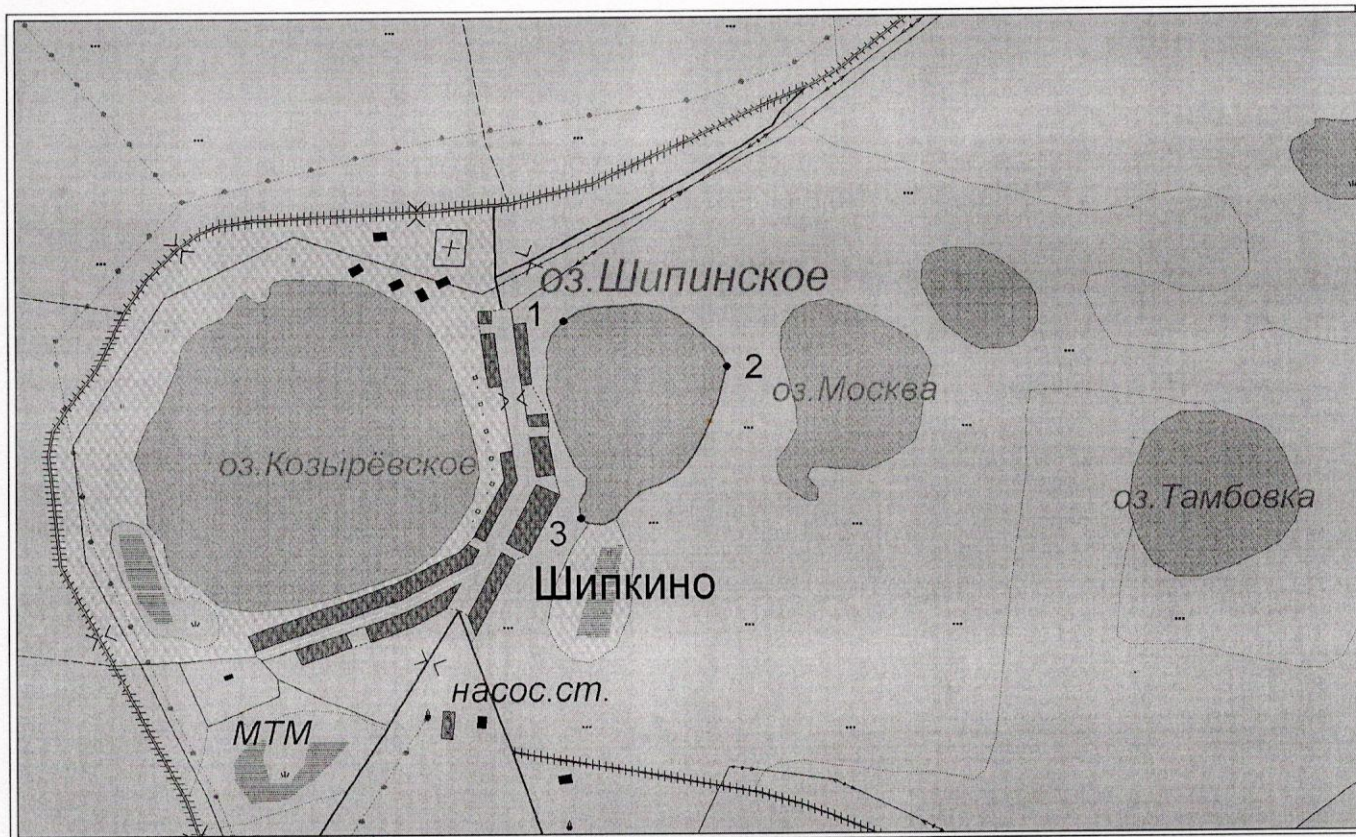 оз.Шипинское
1
2
оз.Москва
оз.Козырёвское
оз.Тамбовка
3
Шипкино
насос.ст.
МТМ